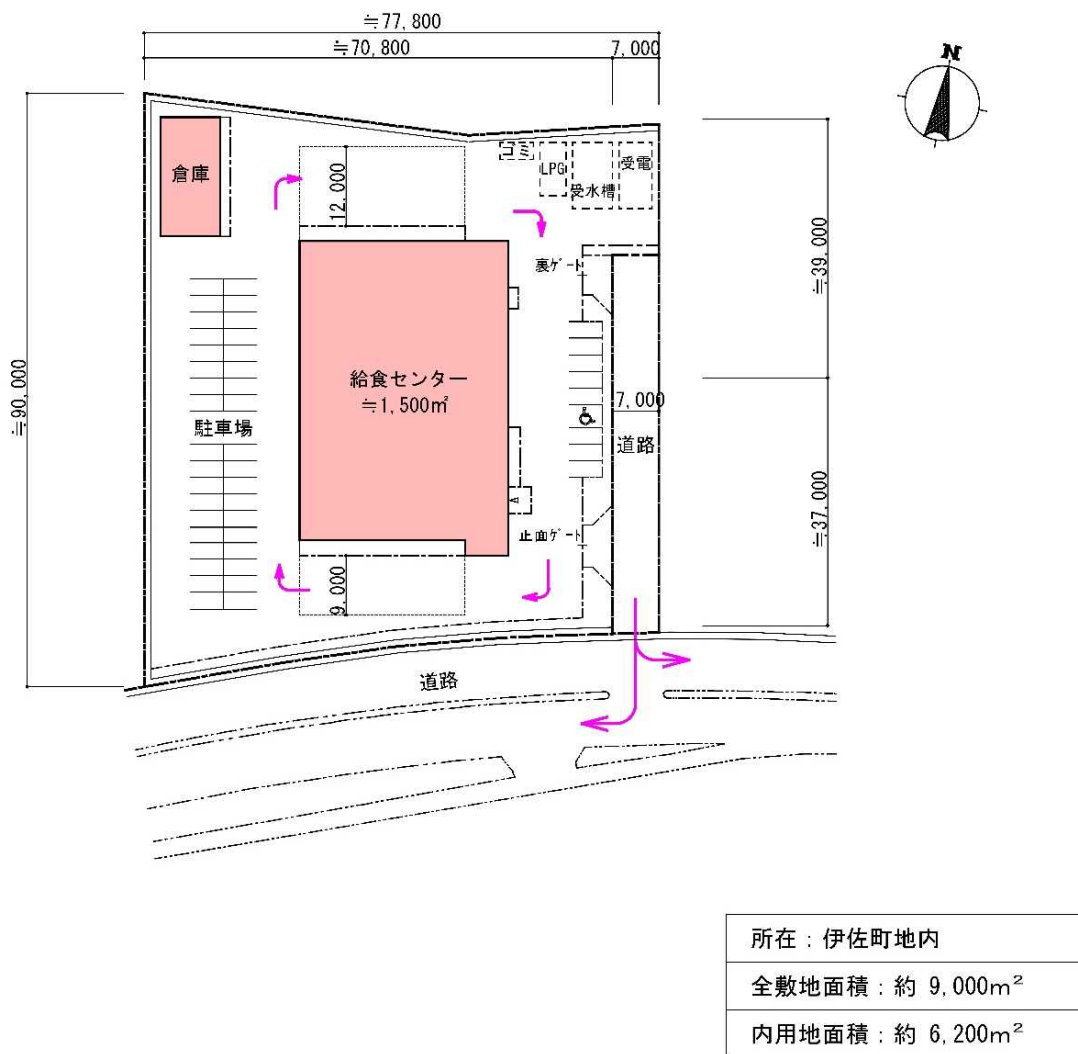 ≒77,800
≒70,800
7,000
N
ゴミ
LPG
受水槽
受電
倉庫
12,000
≒39,000
裏ゲート
≒90,000
給食センター
≒1,500㎡
7,000
駐車場
道路
A
正面ゲート
≒37,000
9,000
道路
所在：伊佐町地内
全敷地面積：約 9,000m²
内用地面積：約 6,200m²